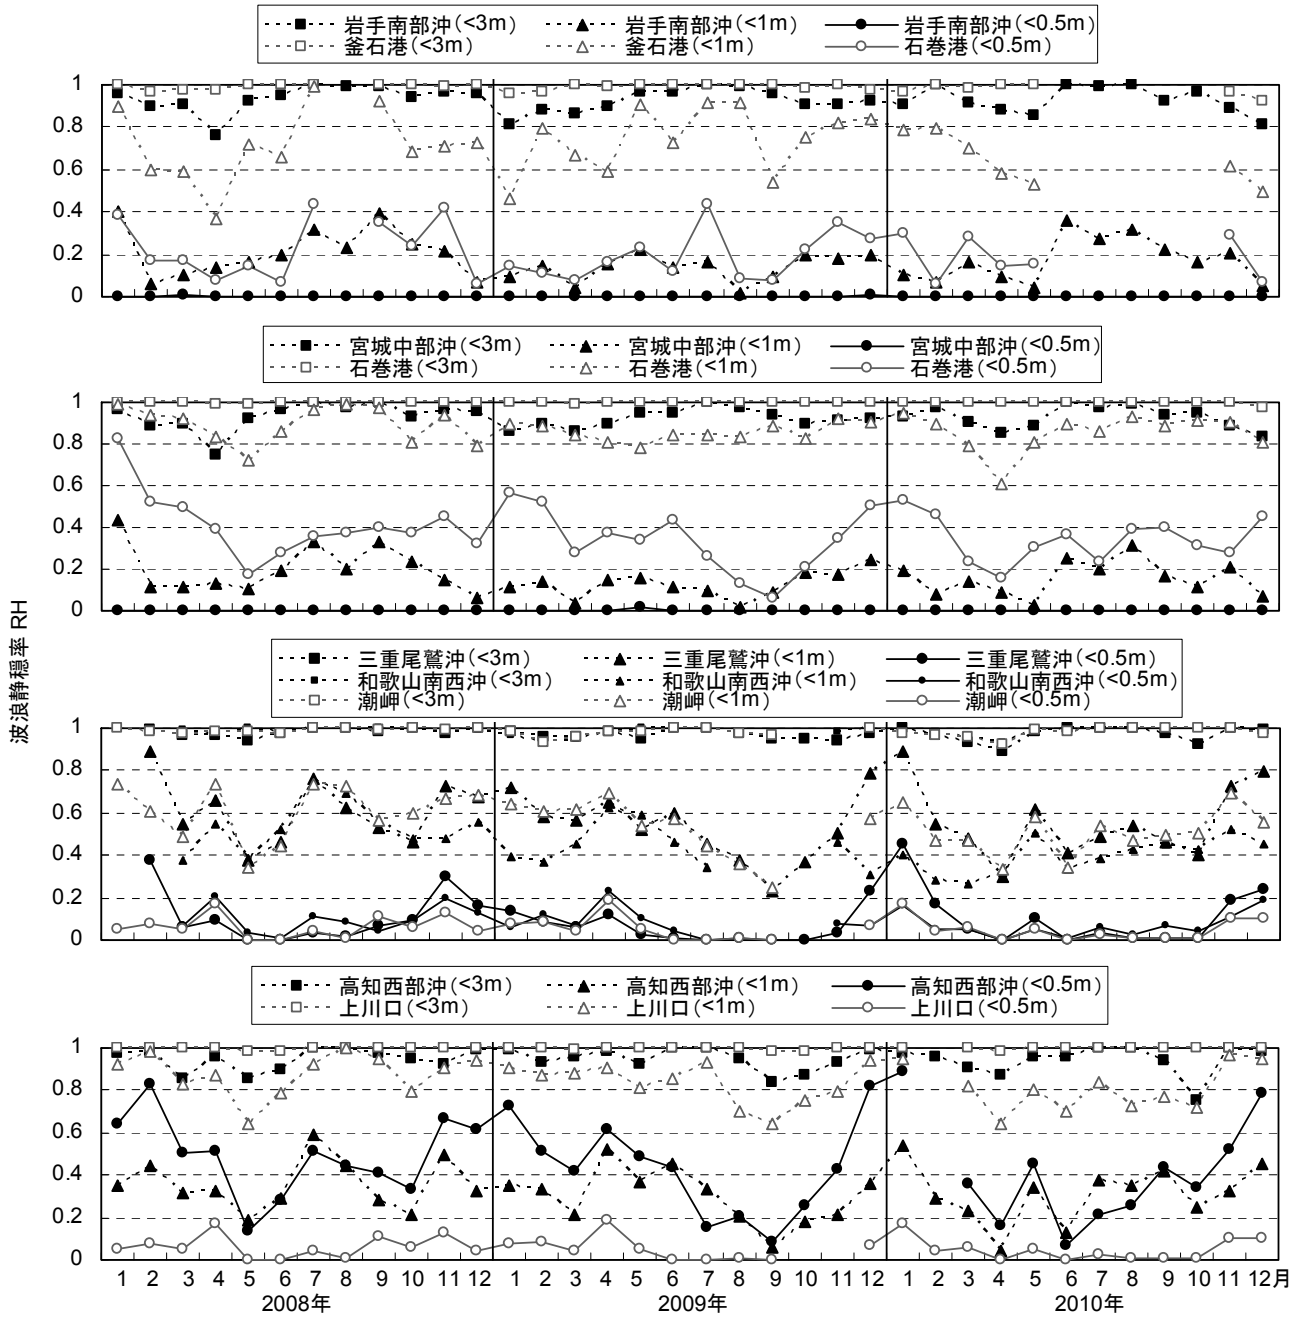 岩手南部沖(<3m) 岩手南部沖(<1m) 岩手南部沖(<0.5m)
釜石港(<3m) 釜石港(<1m) 石巻港(<0.5m)
1
0.8
0.6
0.4
0.2
0
宮城中部沖(<3m) 宮城中部沖(<1m) 宮城中部沖(<0.5m)
石巻港(<3m) 石巻港(<1m) 石巻港(<0.5m)
1
0.8
0.6
0.4
0.2
0
波浪静穏率 RH
三重尾鷲沖(<3m) 三重尾鷲沖(<1m) 三重尾鷲沖(<0.5m)
和歌山南西沖(<3m) 和歌山南西沖(<1m) 和歌山南西沖(<0.5m)
潮岬(<3m) 潮岬(<1m) 潮岬(<0.5m)
1
0.8
0.6
0.4
0.2
0
高知西部沖(<3m) 高知西部沖(<1m) 高知西部沖(<0.5m)
上川口(<3m) 上川口(<1m) 上川口(<0.5m)
1
0.8
0.6
0.4
0.2
0
1 2 3 4 5 6 7 8 9 10 11 12 1 2 3 4 5 6 7 8 9 10 11 12 1 2 3 4 5 6 7 8 9 10 11 12月
2008年 2009年 2010年